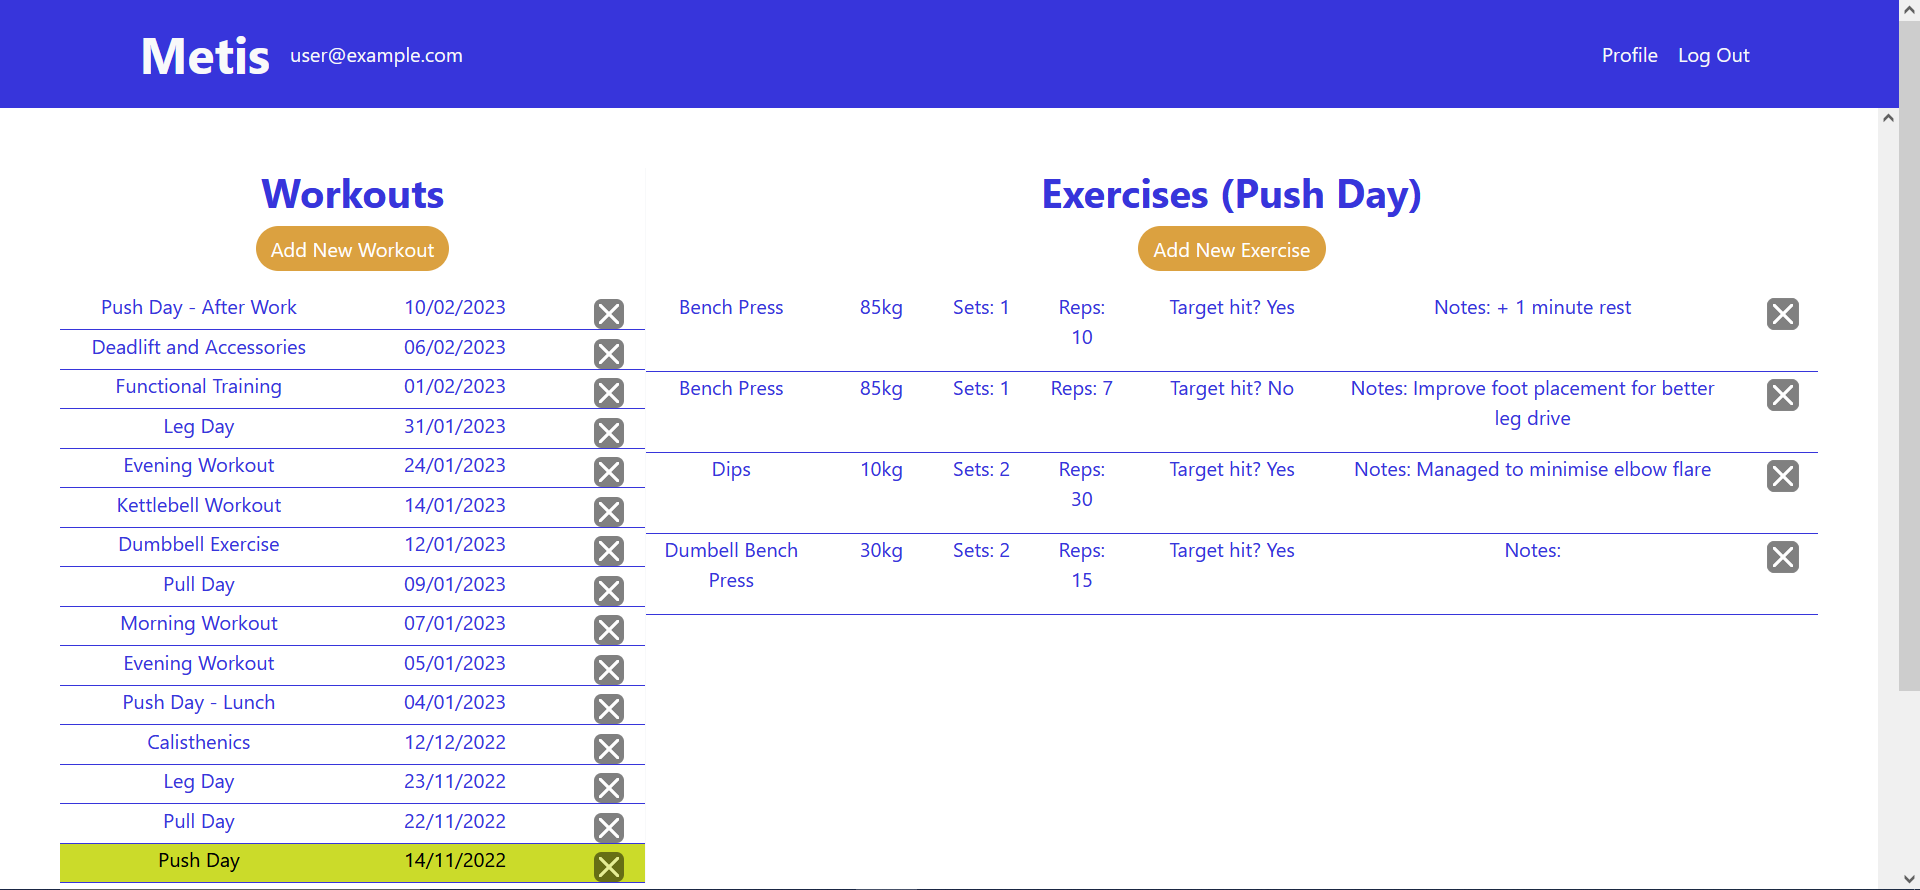 Metis user@example.com Profile Log Out
Workouts
Add New Workout
Push Day - After Work 10/02/2023
Deadlift and Accessories 06/02/2023
Functional Training 01/02/2023
Leg Day 31/01/2023
Evening Workout 24/01/2023
Kettlebell Workout 14/01/2023
Dumbbell Exercise 12/01/2023
Pull Day 09/01/2023
Morning Workout 07/01/2023
Evening Workout 05/01/2023
Push Day - Lunch 04/01/2023
Calisthenics 12/12/2022
Leg Day 23/11/2022
Pull Day 22/11/2022
Push Day 14/11/2022
Exercises (Push Day)
Add New Exercise
Bench Press 85kg Sets: 1 Reps: Target hit? Yes Notes: + 1 minute rest
10
Bench Press 85kg Sets: 1 Reps: 7 Target hit? No Notes: Improve foot placement for better
leg drive
Dips 10kg Sets: 2 Reps: Target hit? Yes Notes: Managed to minimise elbow flare
30
Dumbell Bench 30kg Sets: 2 Reps: Target hit? Yes Notes:
Press 15